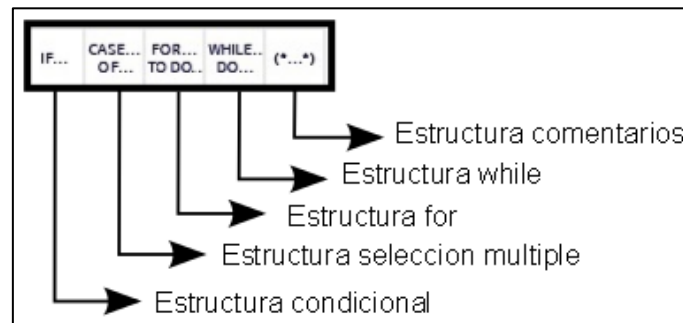 IF...
CASE...
OF...
FOR...
TO DO..
WHILE..
DO...
(*...*)
Estructura comentarios
Estructura while
Estructura for
Estructura seleccion multiple
Estructura condicional